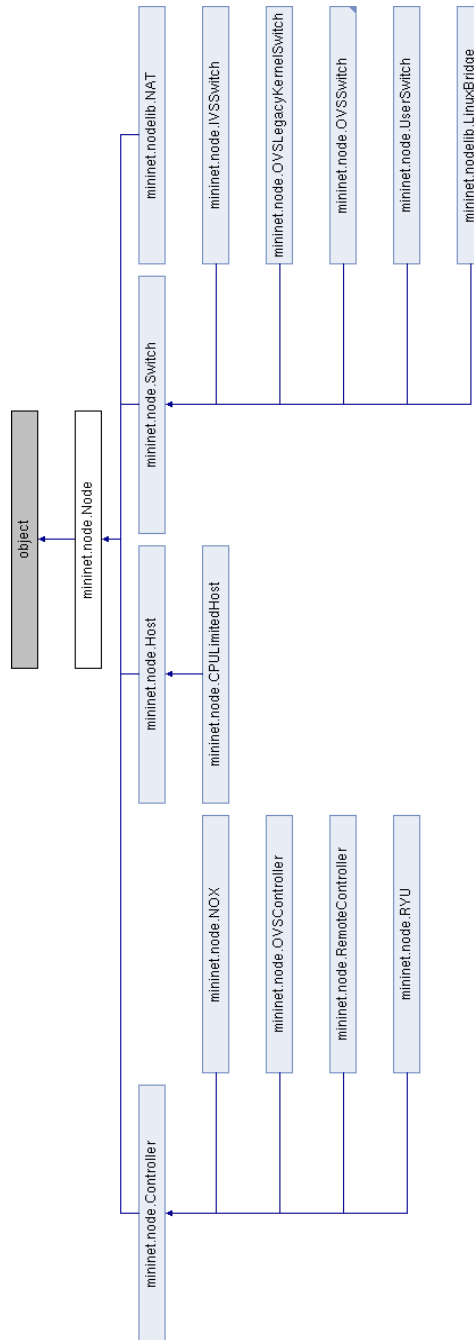 object
mininet.node.Node
mininet.node.Controller
mininet.node.Host
mininet.node.Switch
mininet.nodelib.NAT
mininet.node.NOX
mininet.node.CPULimitedHost
mininet.node.IVSSwitch
mininet.node.OVSController
mininet.node.OVSLegacyKernelSwitch
mininet.node.RemoteController
mininet.node.OVSSwitch
mininet.node.RYU
mininet.node.UserSwitch
mininet.nodelib.LinuxBridge